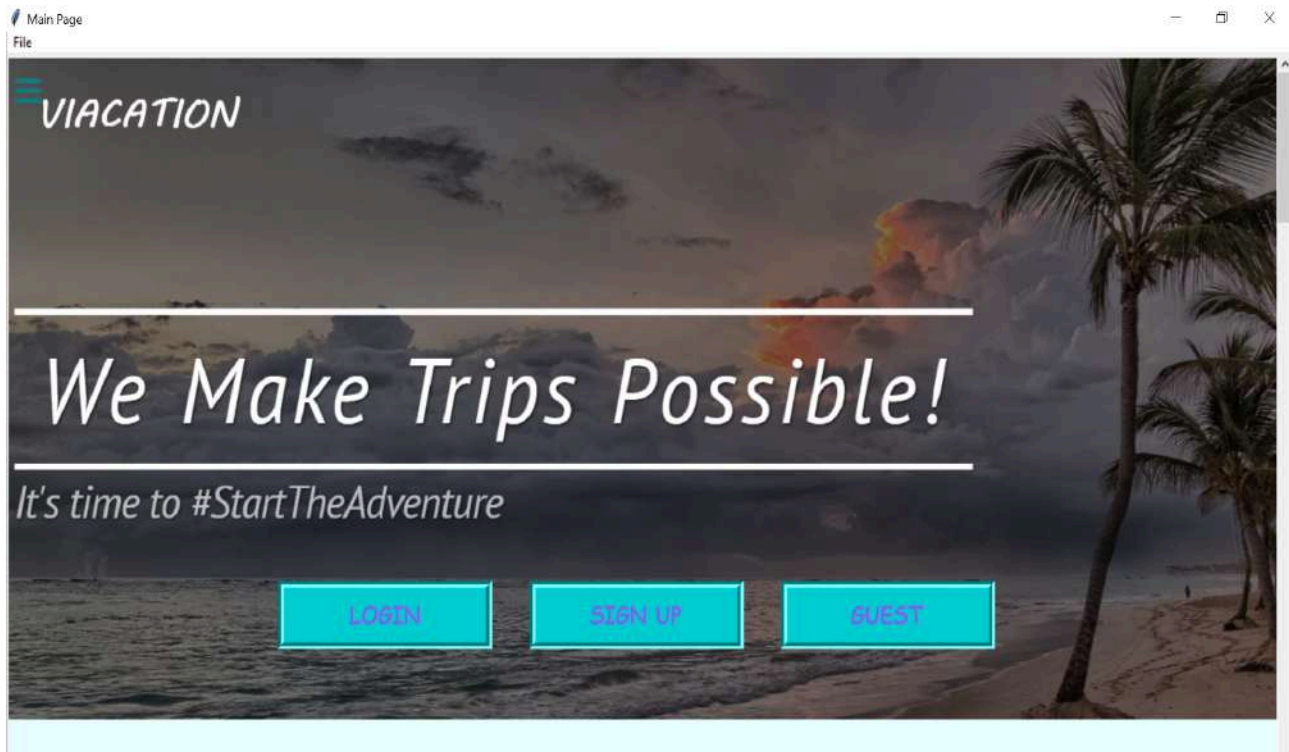 Main Page
File
VIACATION
We Make Trips Possible!
It's time to #StartTheAdventure
LOGIN
SIGN UP
GUEST